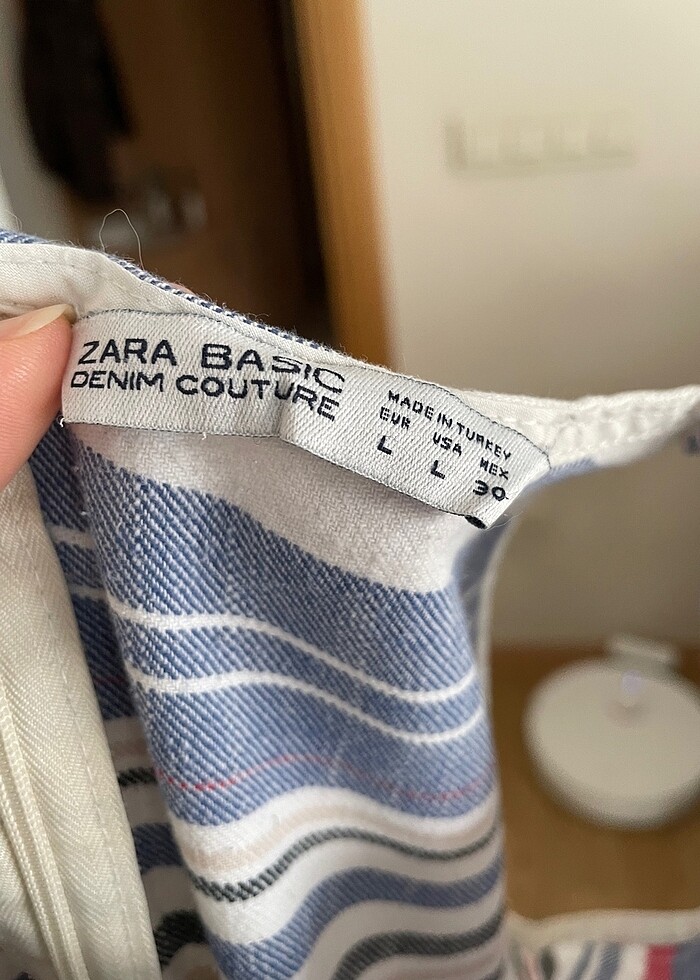 ZARA BASIC
DENIM COUTURE
MADE IN TURKEY
EUR USA MEX
L L 30